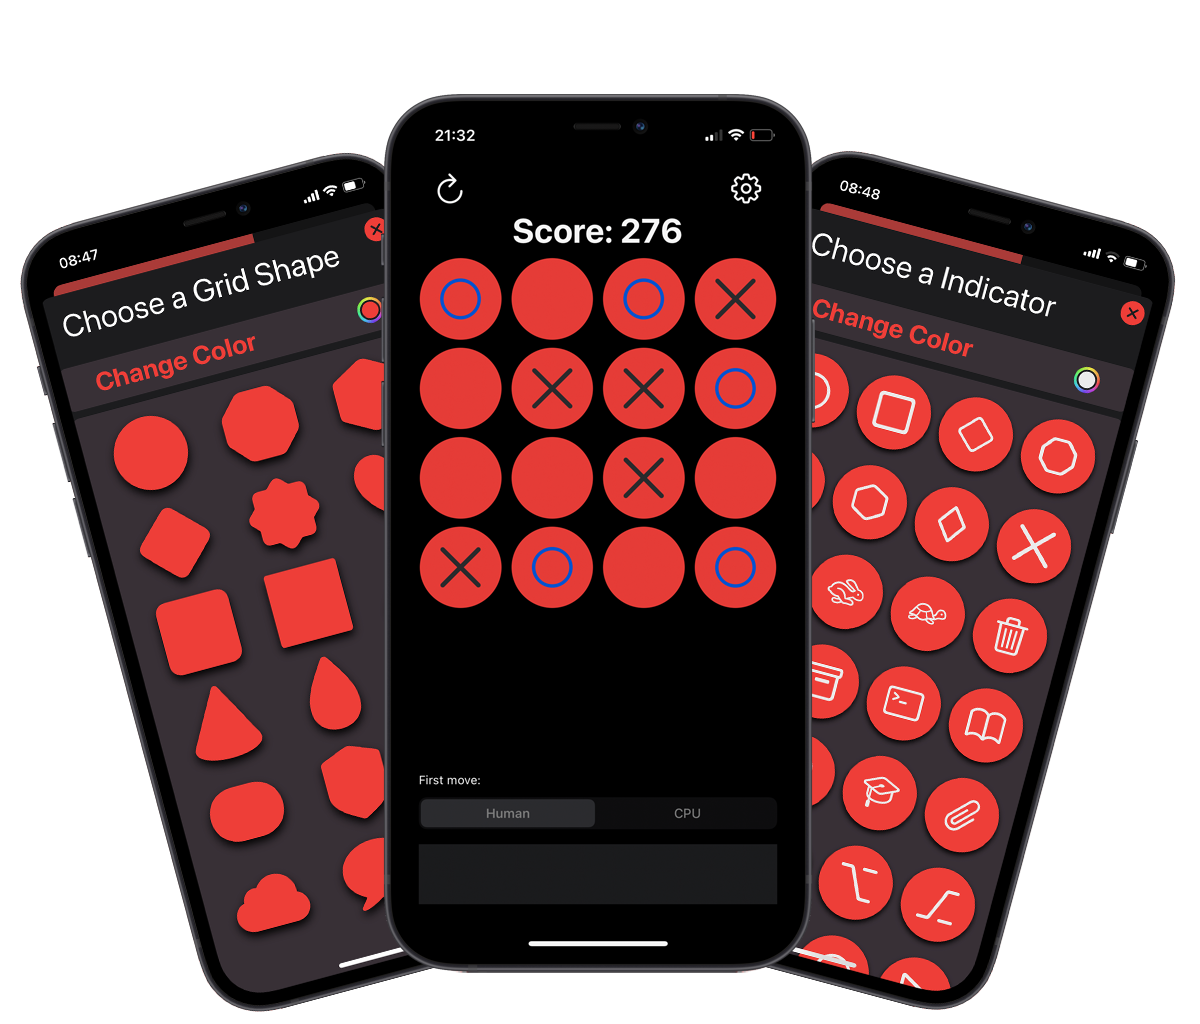 08:47
Choose a Grid Shape
Change Color
21:32
Score: 276
First move:
Human
CPU
08:48
Choose a Indicator
Change Color